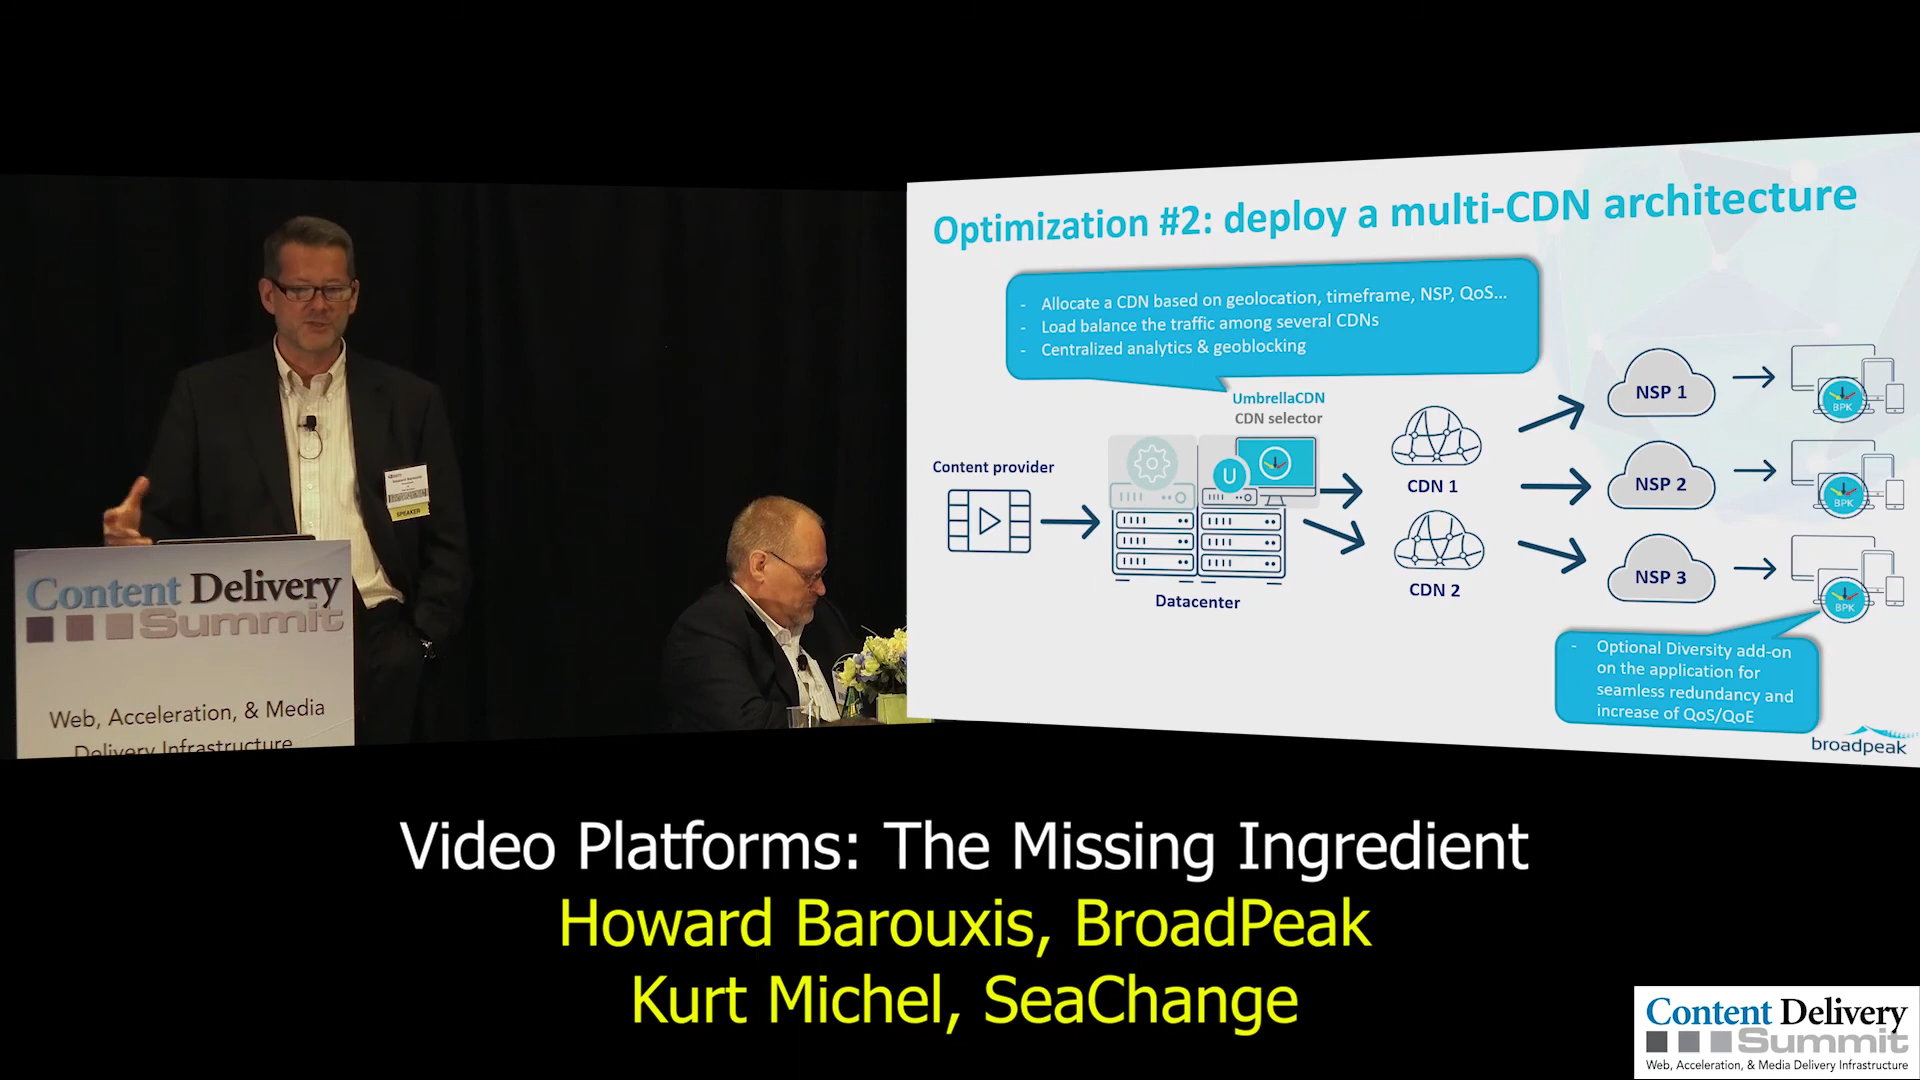 Optimization #2: deploy a multi-CDN architecture
- Allocate a CDN based on geolocation, timeframe, NSP, QoS...
- Load balance the traffic among several CDNs
- Centralized analytics & geoblocking
UmbrellaCDN
CDN selector
Content provider
U
Datacenter
CDN 1
CDN 2
NSP 1
NSP 2
NSP 3
BPK
BPK
BPK
- Optional Diversity add-on
on the application for
seamless redundancy and
increase of QoS/QoE
broadpeak
SPEAKER
Content Delivery
Summit
Web, Acceleration, & Media
Delivery Infrastructure
Video Platforms: The Missing Ingredient
Howard Barouxis, BroadPeak
Kurt Michel, SeaChange
Content Delivery
Summit
Web, Acceleration, & Media Delivery Infrastructure